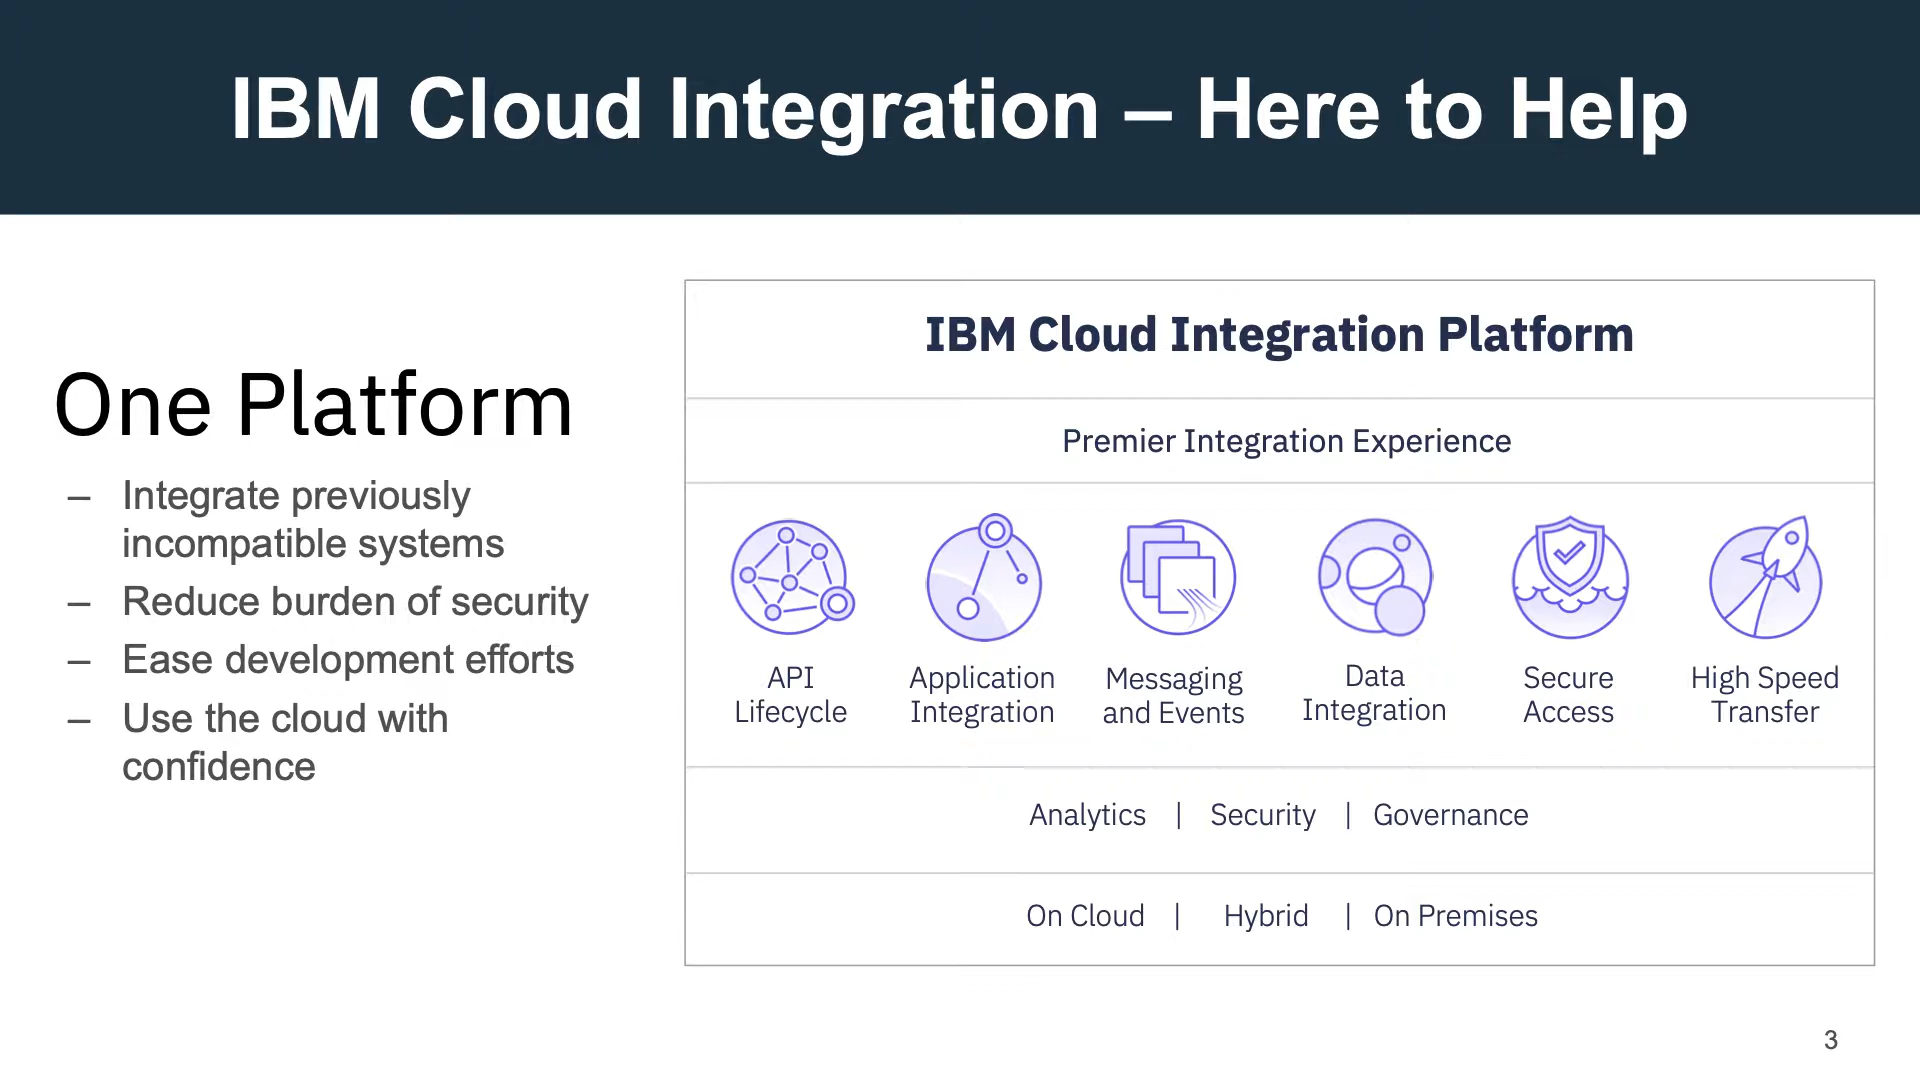 IBM Cloud Integration – Here to Help
One Platform
– Integrate previously
incompatible systems
– Reduce burden of security
– Ease development efforts
– Use the cloud with
confidence
IBM Cloud Integration Platform
Premier Integration Experience
API
Lifecycle
Application
Integration
Messaging
and Events
Data
Integration
Secure
Access
High Speed
Transfer
Analytics | Security | Governance
On Cloud | Hybrid | On Premises
3